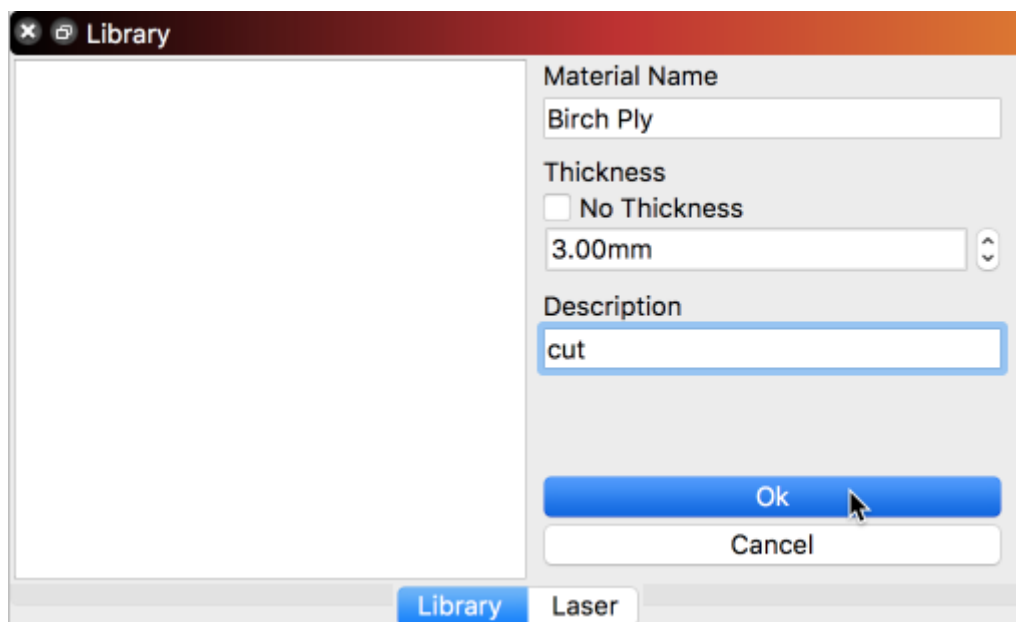 Library
Material Name
Birch Ply
Thickness
No Thickness
3.00mm
Description
cut
Ok
Cancel
Library
Laser